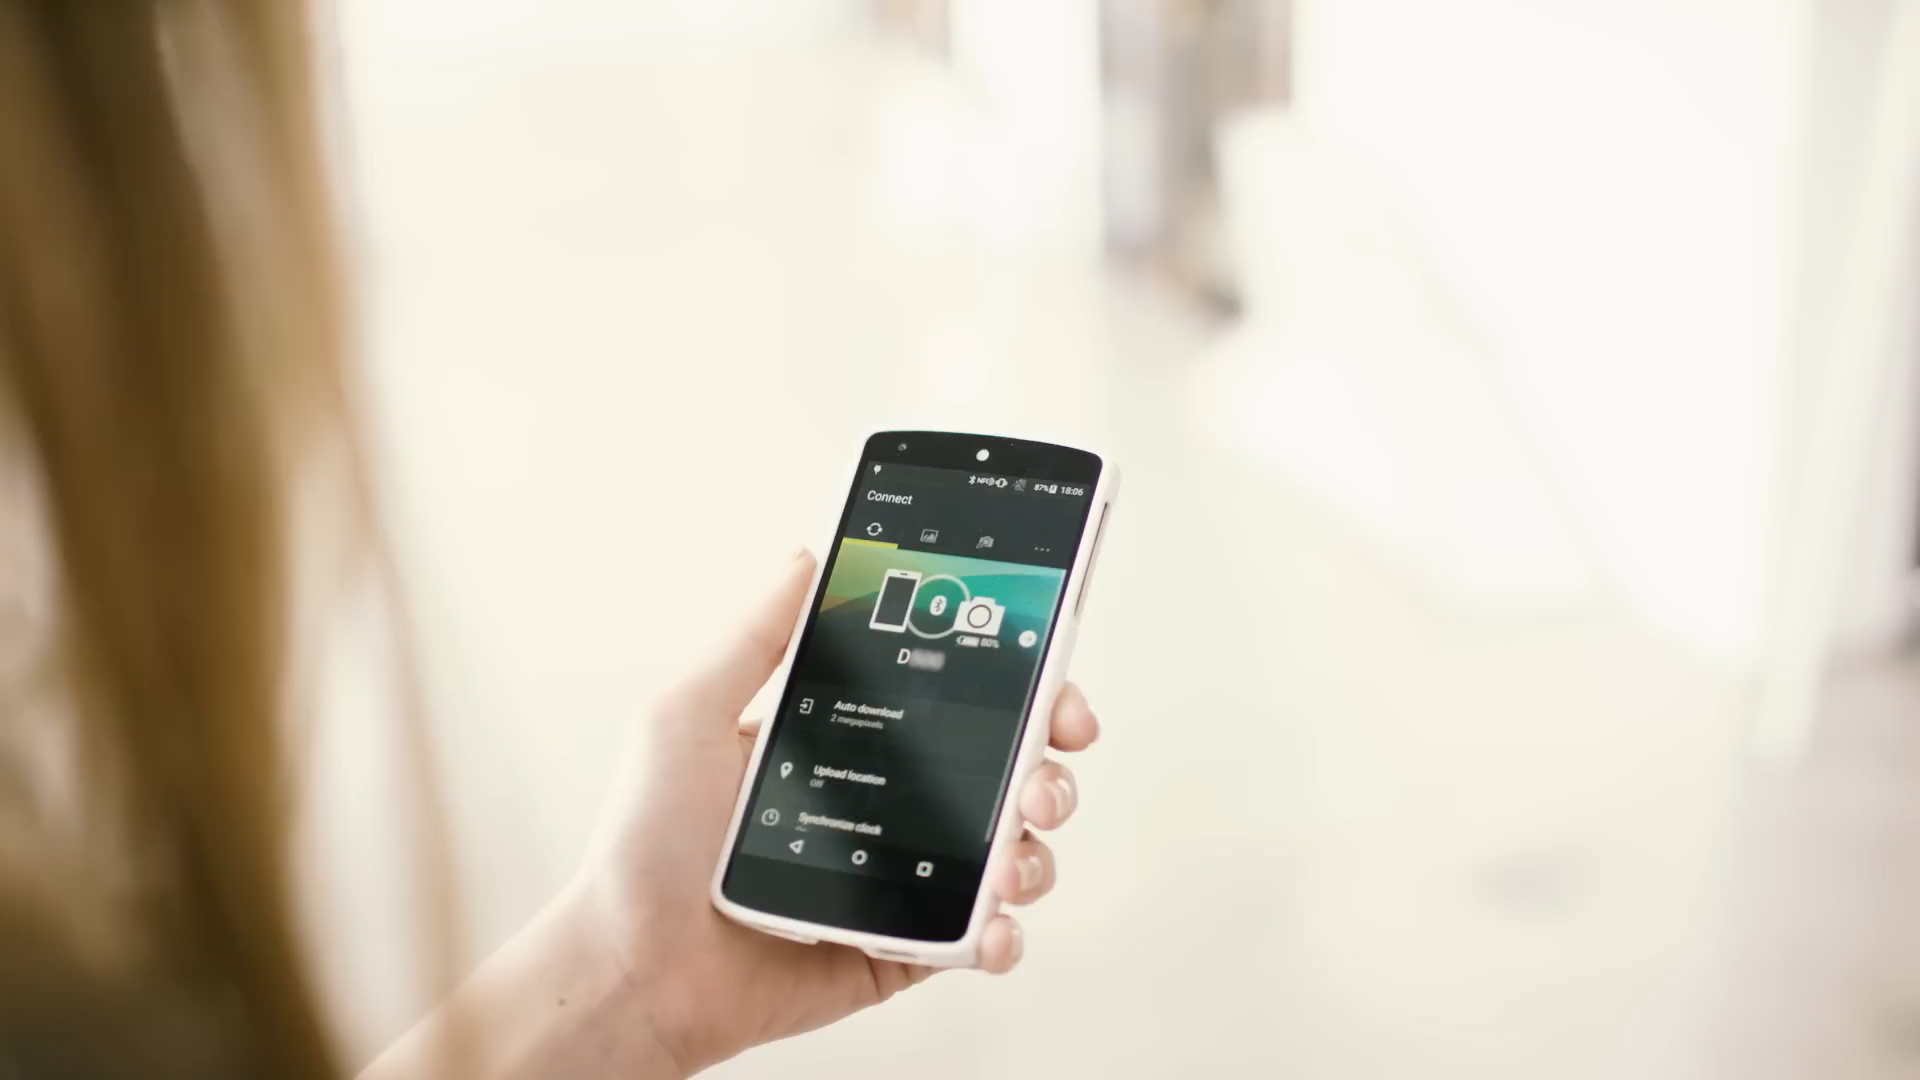 NFC 87% 18:06
Connect
80%
D
Auto download
2 megapixels
Upload location
Off
Synchronize clock